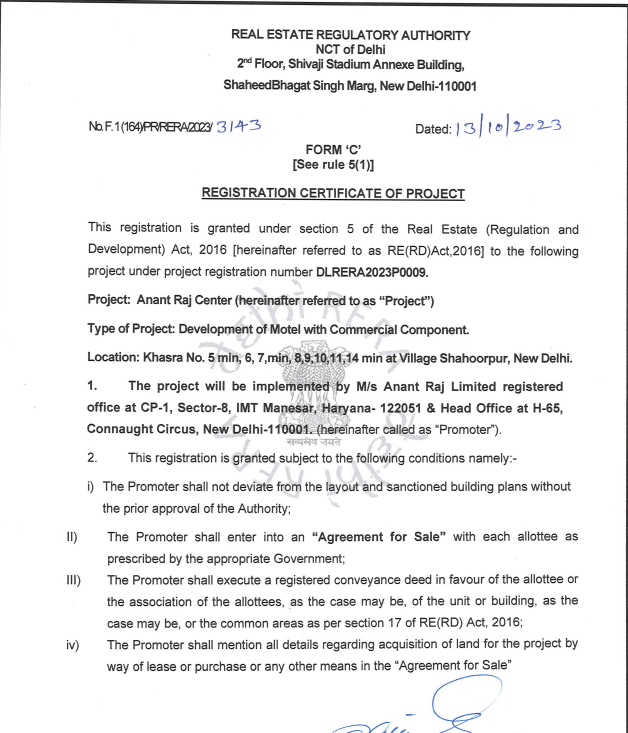 REAL ESTATE REGULATORY AUTHORITY
NCT of Delhi
2nd Floor, Shivaji Stadium Annexe Building,
ShaheedBhagat Singh Marg, New Delhi-110001
No.F.1(164)PR/RERA/2023/ 3143 Dated: 13/10/2023
FORM ‘C’
[See rule 5(1)]
REGISTRATION CERTIFICATE OF PROJECT
This registration is granted under section 5 of the Real Estate (Regulation and
Development) Act, 2016 [hereinafter referred to as RE(RD)Act,2016] to the following
project under project registration number DLRERA2023P0009.
Project: Anant Raj Center (hereinafter referred to as “Project”)
Type of Project: Development of Motel with Commercial Component.
Location: Khasra No. 5 min, 6, 7,min, 8,9,10,11,14 min at Village Shahoorpur, New Delhi.
1. The project will be implemented by M/s Anant Raj Limited registered
office at CP-1, Sector-8, IMT Manesar, Haryana- 122051 & Head Office at H-65,
Connaught Circus, New Delhi-110001. (hereinafter called as "Promoter").
सत्यमेव जयते
2. This registration is granted subject to the following conditions namely:-
i) The Promoter shall not deviate from the layout and sanctioned building plans without
the prior approval of the Authority;
II) The Promoter shall enter into an “Agreement for Sale” with each allottee as
prescribed by the appropriate Government;
III) The Promoter shall execute a registered conveyance deed in favour of the allottee or
the association of the allottees, as the case may be, of the unit or building, as the
case may be, or the common areas as per section 17 of RE(RD) Act, 2016;
iv) The Promoter shall mention all details regarding acquisition of land for the project by
way of lease or purchase or any other means in the “Agreement for Sale”